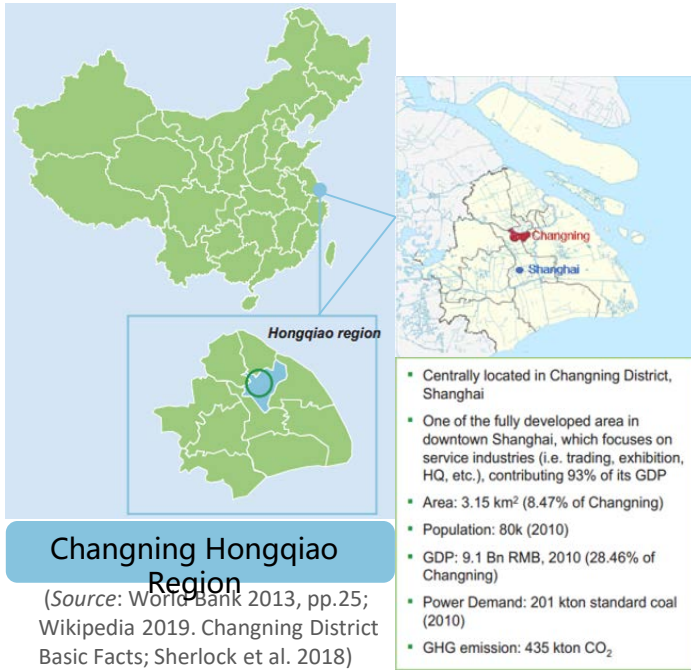 Hongqiao region
Changning Hongqiao
Region
(Source: World Bank 2013, pp.25;
Wikipedia 2019. Changning District
Basic Facts; Sherlock et al. 2018)
Changning
Shanghai
▪ Centrally located in Changning District,
Shanghai
▪ One of the fully developed area in
downtown Shanghai, which focuses on
service industries (i.e. trading, exhibition,
HQ, etc.), contributing 93% of its GDP
▪ Area: 3.15 km² (8.47% of Changning)
▪ Population: 80k (2010)
▪ GDP: 9.1 Bn RMB, 2010 (28.46% of
Changning)
▪ Power Demand: 201 kton standard coal
(2010)
▪ GHG emission: 435 kton CO₂